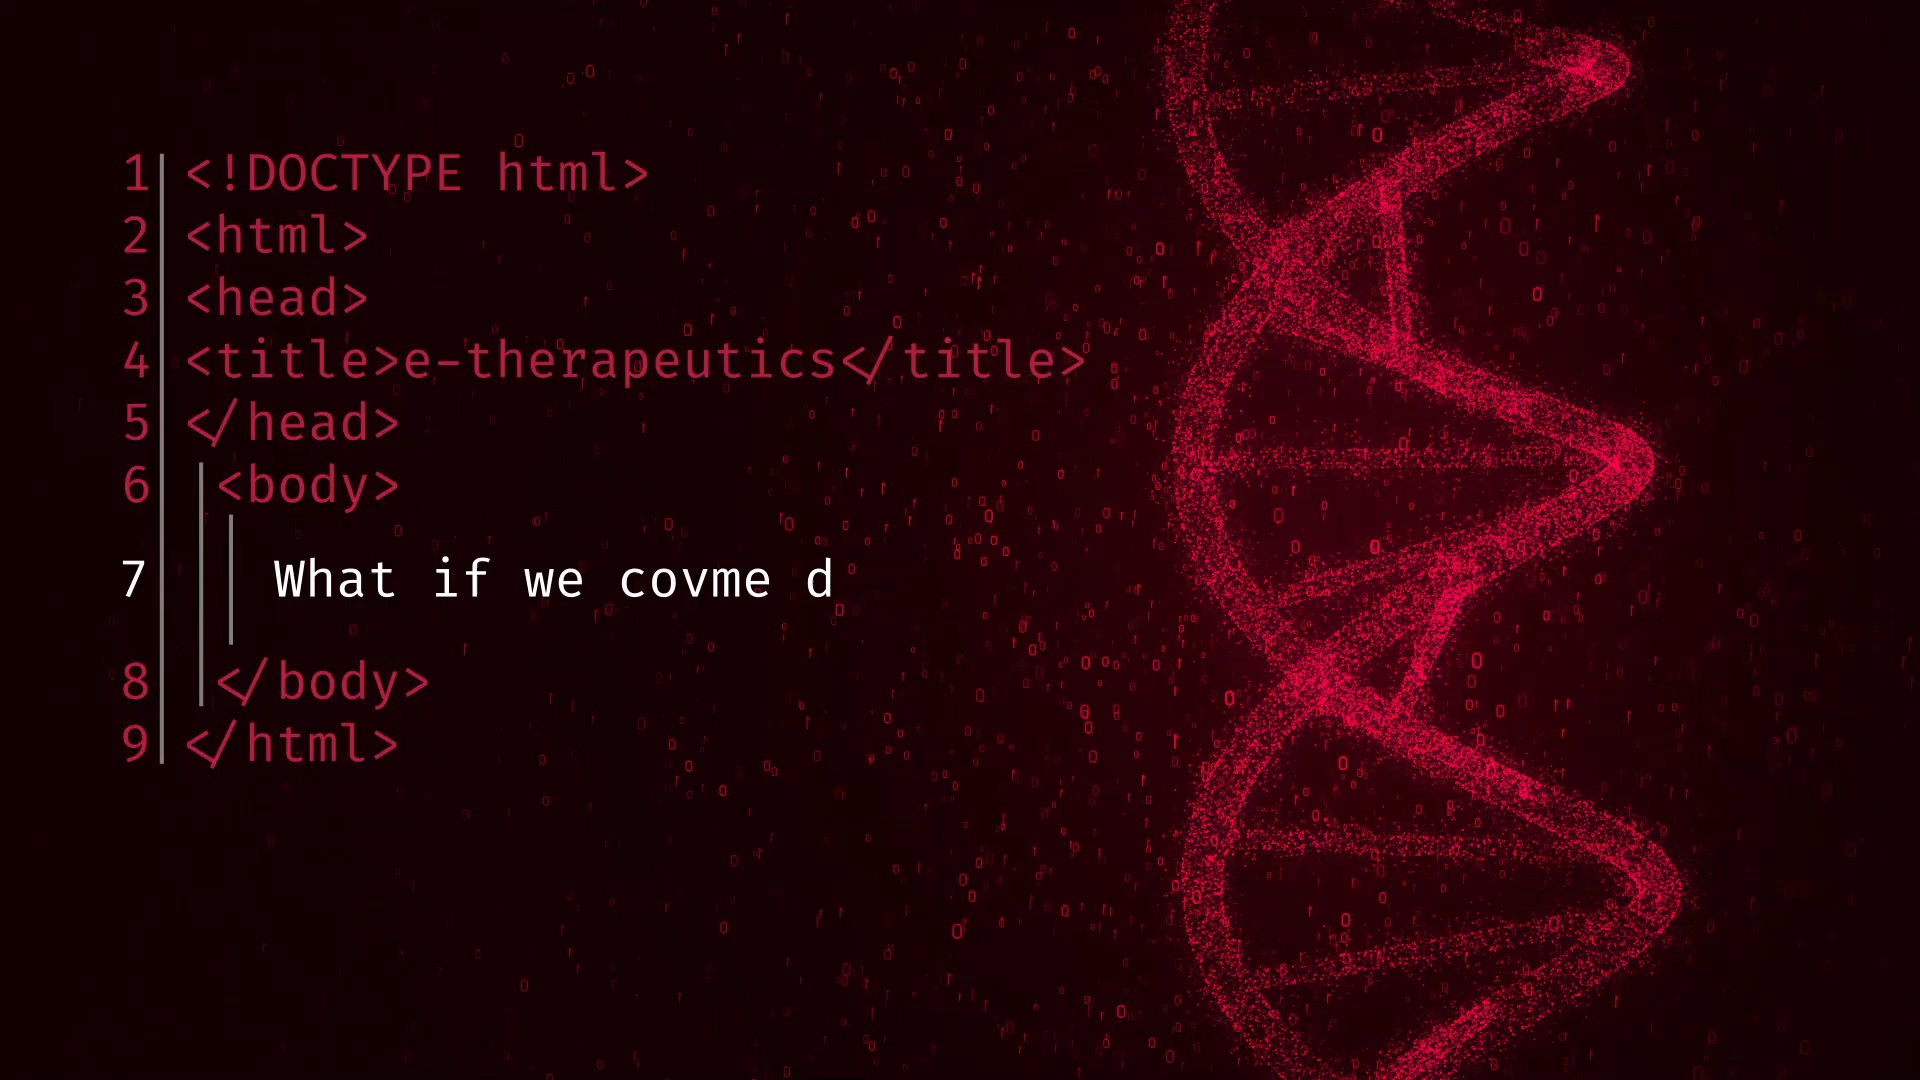 1 <!DOCTYPE html>
2 <html>
3 <head>
4 <title>e-therapeutics</title>
5 </head>
6 <body>
7 What if we covme d
8 </body>
9 </html>